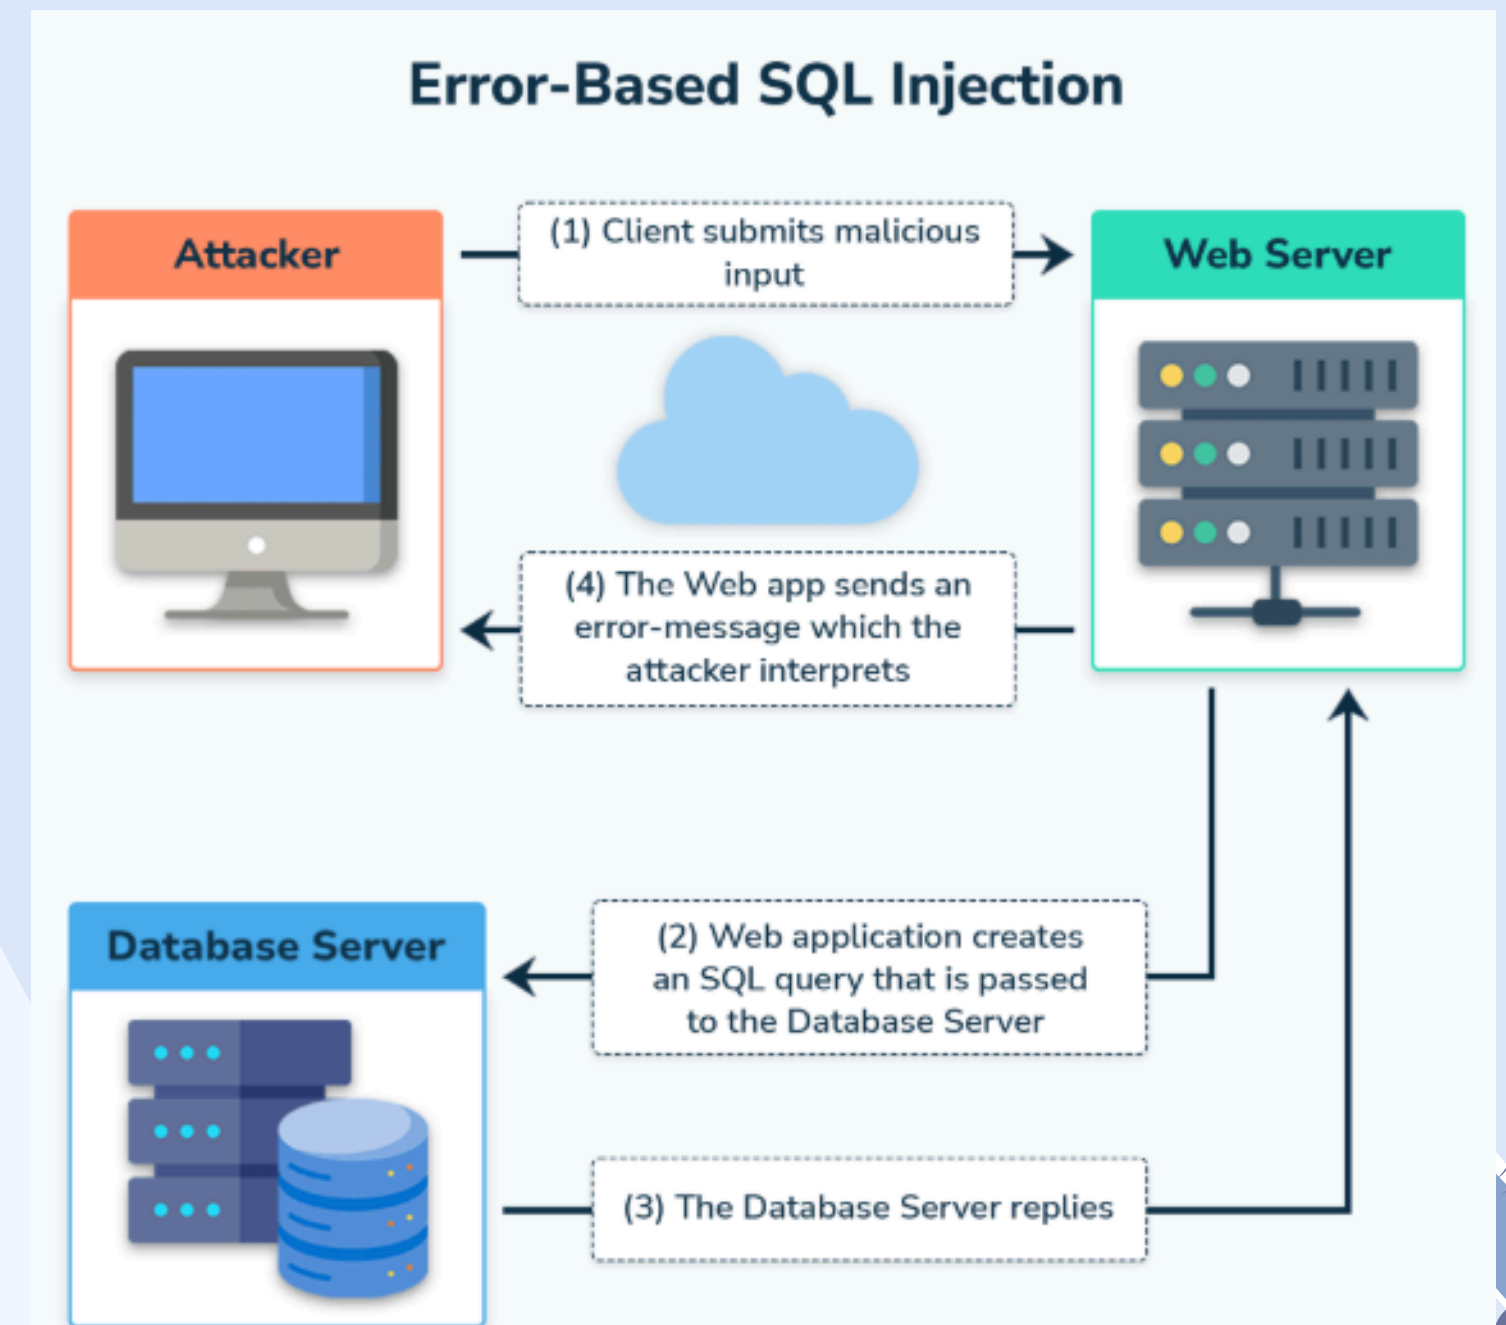 Error-Based SQL Injection
Attacker
(1) Client submits malicious
input
Web Server
(4) The Web app sends an
error-message which the
attacker interprets
Database Server
(2) Web application creates
an SQL query that is passed
to the Database Server
(3) The Database Server replies